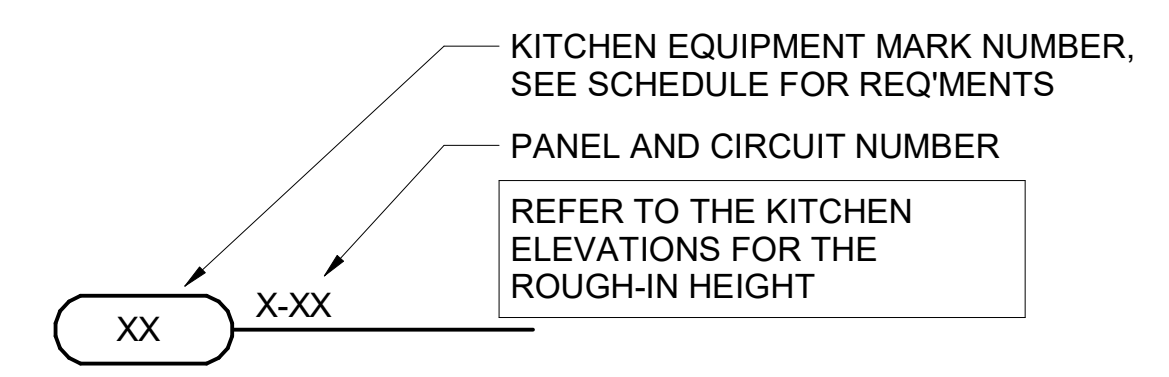 KITCHEN EQUIPMENT MARK NUMBER,
SEE SCHEDULE FOR REQ'MENTS
PANEL AND CIRCUIT NUMBER
REFER TO THE KITCHEN
ELEVATIONS FOR THE
ROUGH-IN HEIGHT
X-XX
XX